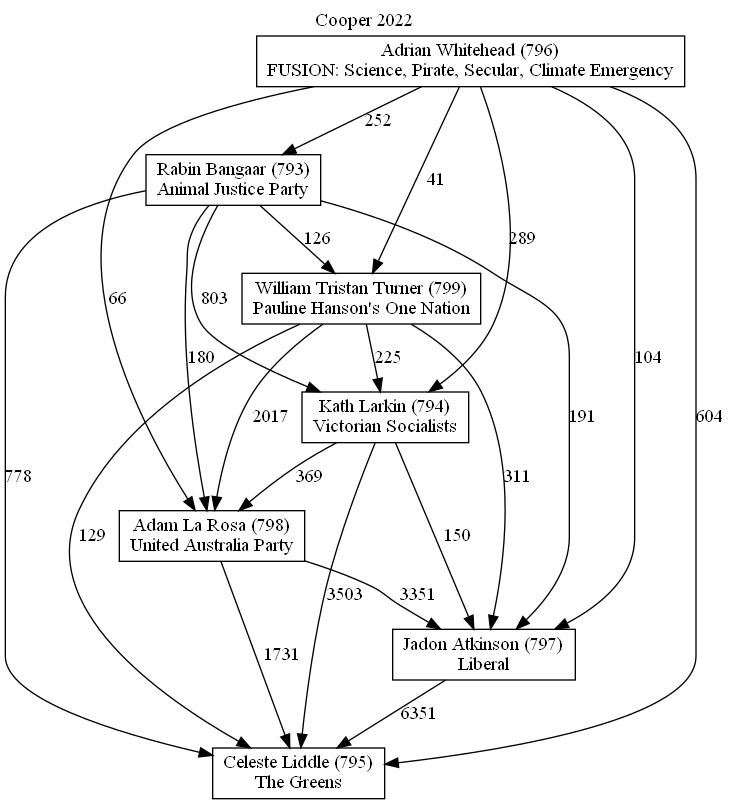 Cooper 2022
Adrian Whitehead (796)
FUSION: Science, Pirate, Secular, Climate Emergency
252
Rabin Bangaar (793)
Animal Justice Party
41
289
126
William Tristan Turner (799)
Pauline Hanson's One Nation
66
803
180
225
104
Kath Larkin (794)
Victorian Socialists
2017
191
604
778
369
311
129
Adam La Rosa (798)
United Australia Party
150
3503
3351
1731
Jadon Atkinson (797)
Liberal
6351
Celeste Liddle (795)
The Greens